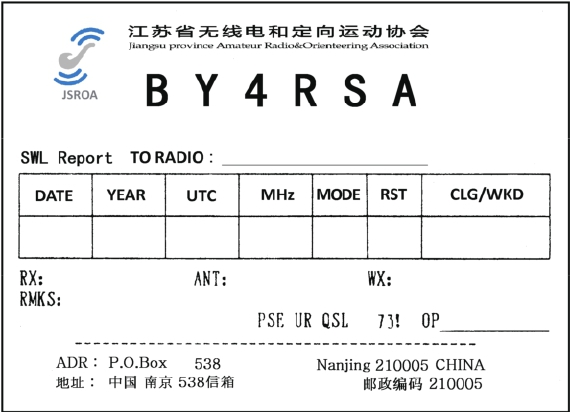 江苏省无线电和定向运动协会
Jiangsu province Amateur Radio&Orienteering Association
JSROA
BY4RSA
SWL Report TO RADIO:
DATE YEAR UTC MHz MODE RST CLG/WKD
RX: ANT: WX:
RMKS:
PSE UR QSL 73! OP
ADR: P.O.Box 538 Nanjing 210005 CHINA
地址: 中国 南京 538信箱 邮政编码 210005